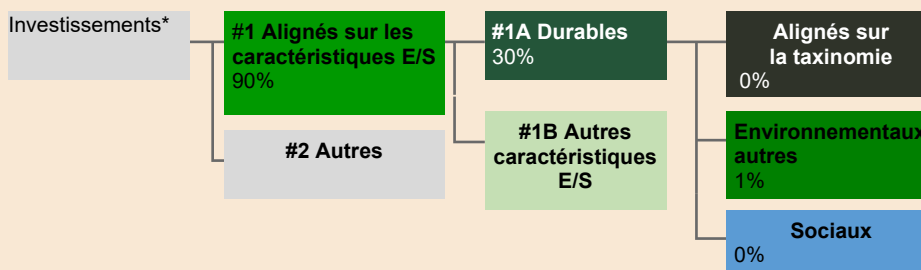 Investissements*
#1 Alignés sur les
caractéristiques E/S
90%
#2 Autres
#1A Durables
30%
#1B Autres
caractéristiques
E/S
Alignés sur
la taxinomie
0%
Environnementaux
autres
1%
Sociaux
0%